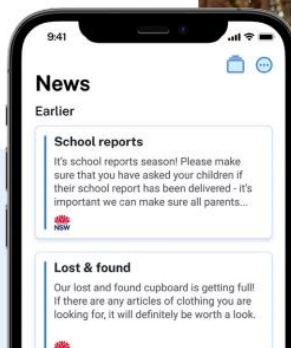 9:41
News
Earlier
School reports
It's school reports season! Please make
sure that you have asked your children if
their school report has been delivered - it's
important we can make sure all parents...
NSW
Lost & found
Our lost and found cupboard is getting full!
If there are any articles of clothing you are
looking for, it will definitely be worth a look.